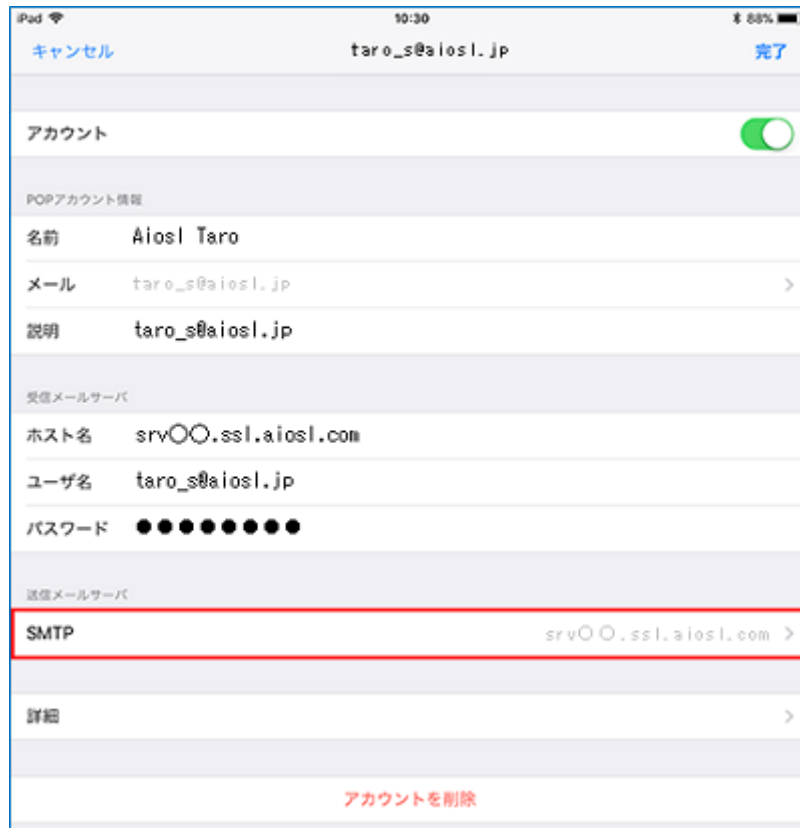 iPad 10:30 88%
キャンセル taro_s@aiosl.jp 完了
アカウント
POPアカウント情報
名前 Aiosl Taro
メール taro_s@aiosl.jp
説明 taro_s@aiosl.jp
受信メールサーバ
ホスト名 srv〇〇.ssl.aiosl.com
ユーザ名 taro_s@aiosl.jp
パスワード ●●●●●●●●
送信メールサーバ
SMTP srv〇〇.ssl.aiosl.com
詳細
アカウントを削除